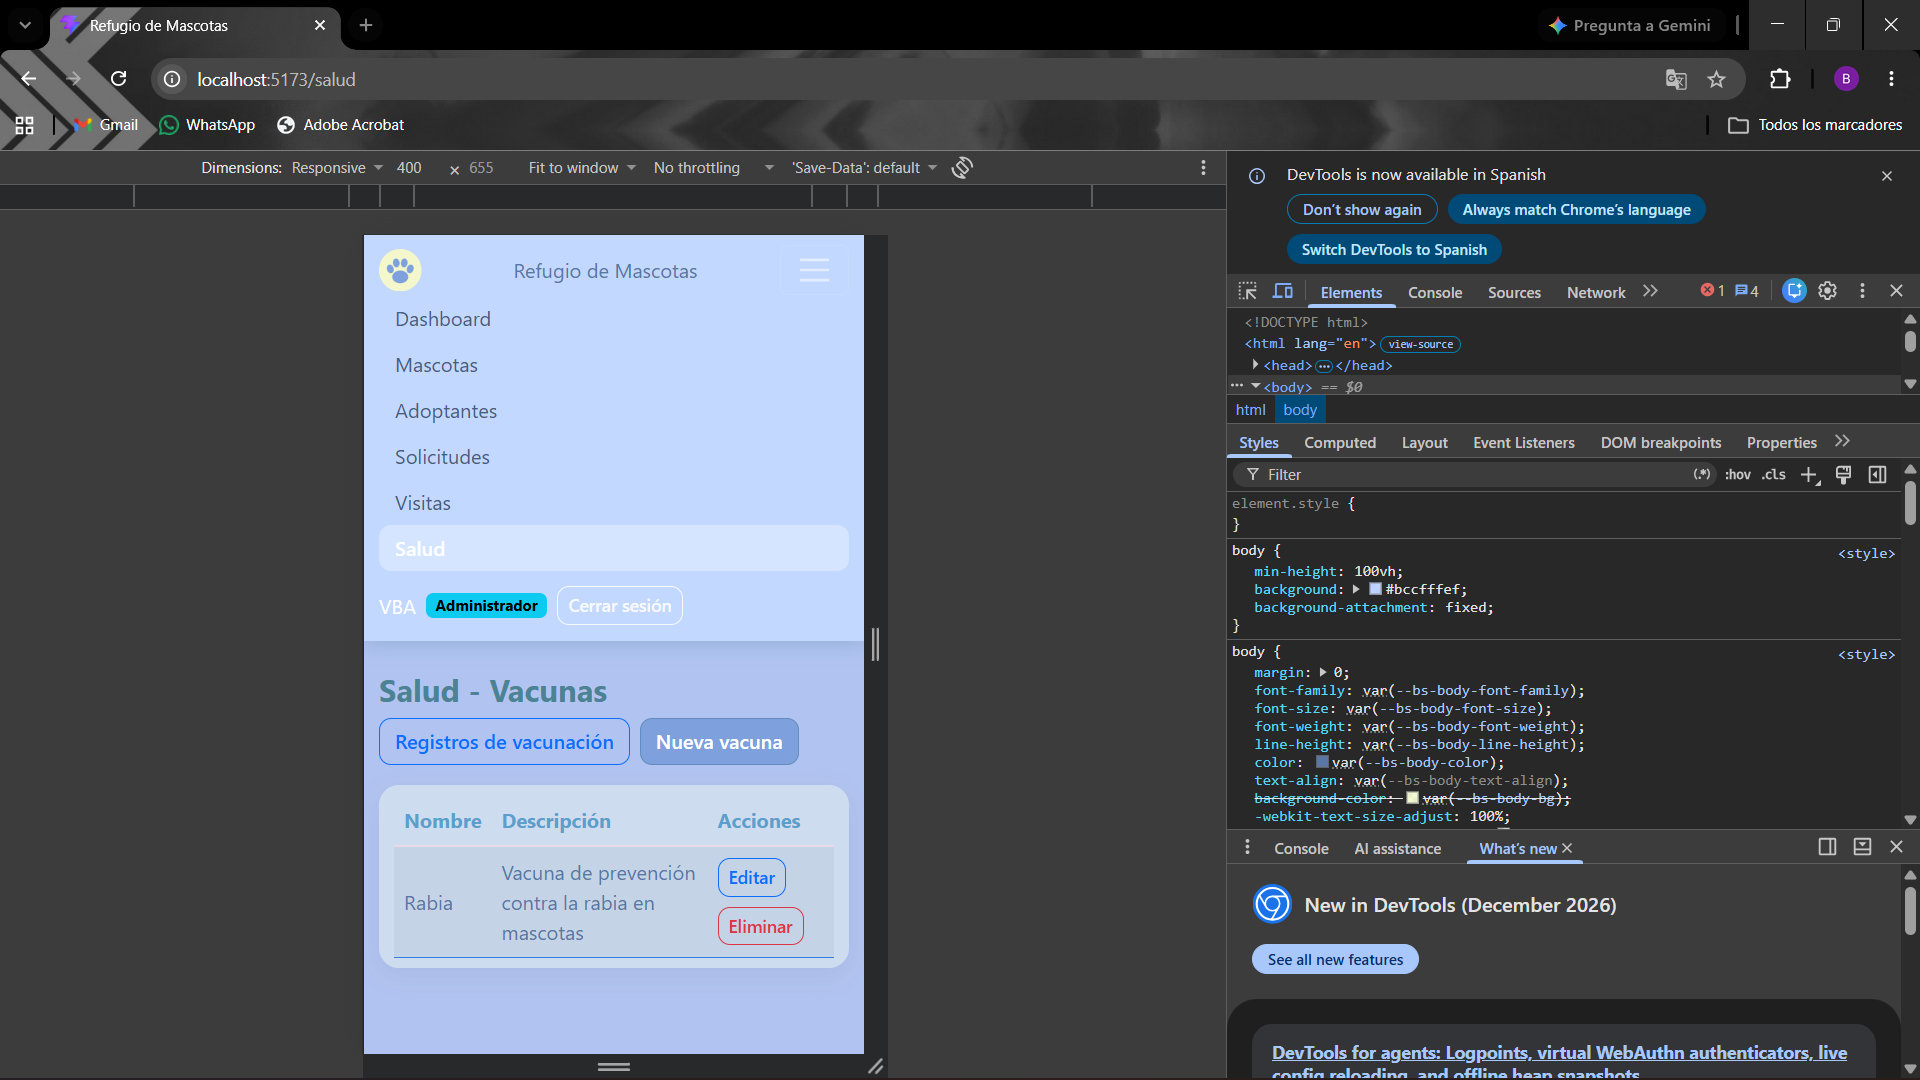 Refugio de Mascotas
Pregunta a Gemini
localhost:5173/salud
B
Gmail
WhatsApp
Adobe Acrobat
Todos los marcadores
Dimensions: Responsive 400 × 655 Fit to window No throttling 'Save-Data': default
Refugio de Mascotas
Dashboard
Mascotas
Adoptantes
Solicitudes
Visitas
Salud
VBA Administrador Cerrar sesión
Salud - Vacunas
Registros de vacunación Nueva vacuna
Nombre Descripción Acciones
Rabia
Vacuna de prevención
contra la rabia en
mascotas
Editar
Eliminar
DevTools is now available in Spanish
Don't show again Always match Chrome's language
Switch DevTools to Spanish
Elements Console Sources Network 1 4
<!DOCTYPE html>
<html lang="en"> view-source
<head> ··· </head>
··· <body> == $0
html body
Styles Computed Layout Event Listeners DOM breakpoints Properties
Filter (.*) :hov .cls
element.style {
}
body { <style>
min-height: 100vh;
background: #bccfffef;
background-attachment: fixed;
}
body { <style>
margin: 0;
font-family: var(--bs-body-font-family);
font-size: var(--bs-body-font-size);
font-weight: var(--bs-body-font-weight);
line-height: var(--bs-body-line-height);
color: var(--bs-body-color);
text-align: var(--bs-body-text-align);
background-color: var(--bs-body-bg);
-webkit-text-size-adjust: 100%;
Console AI assistance What's new
New in DevTools (December 2026)
See all new features
DevTools for agents: Logpoints, virtual WebAuthn authenticators, live
config reloading, and offline heap snapshots